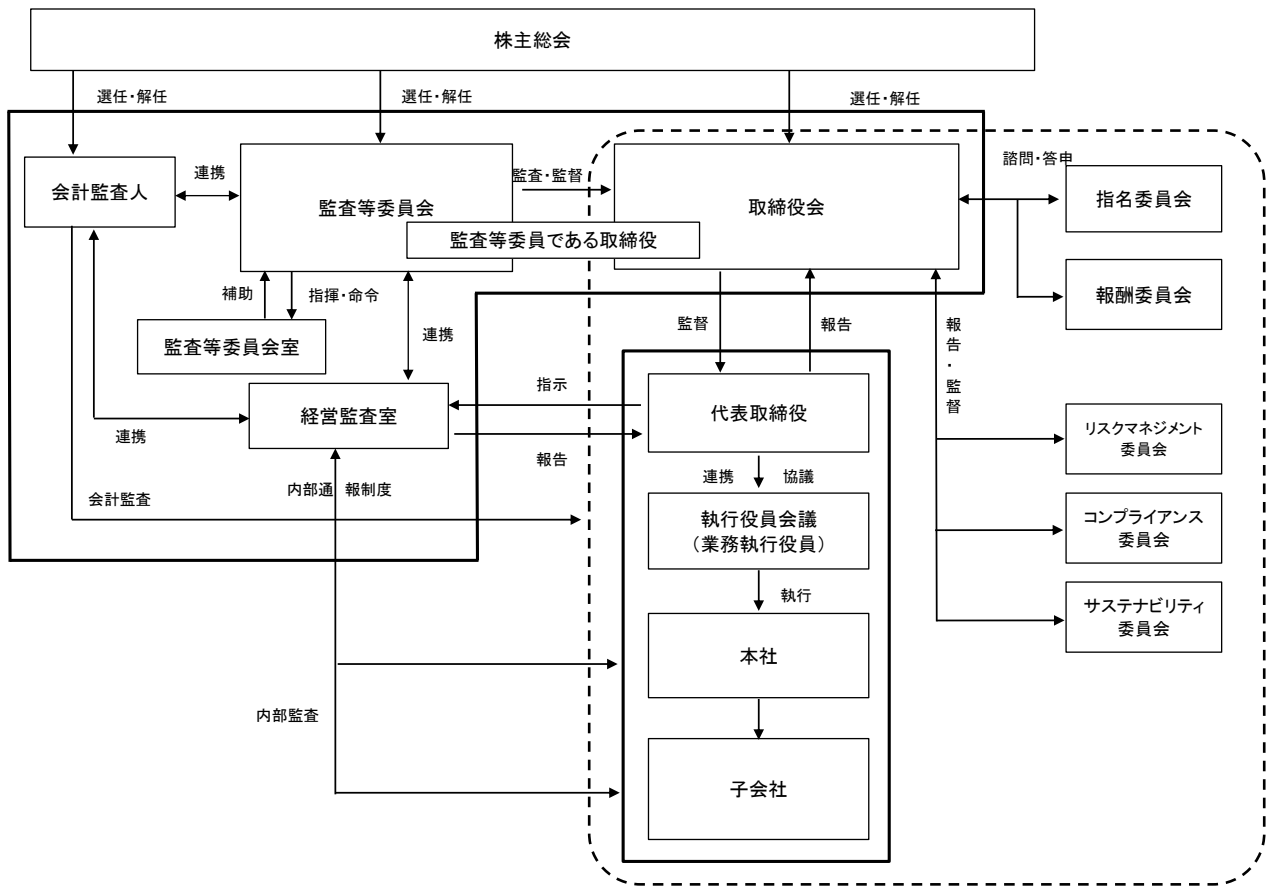 株主総会
選任・解任
選任・解任
選任・解任
会計監査人
連携
監査等委員会
監査・監督
取締役会
監査等委員である取締役
諮問・答申
指名委員会
報酬委員会
補助
指揮・命令
監査等委員会室
連携
監督
報告
報告・監督
経営監査室
連携
指示
報告
代表取締役
連携
協議
リスクマネジメント
委員会
会計監査
内部通報制度
執行役員会議
（業務執行役員）
コンプライアンス
委員会
執行
サステナビリティ
委員会
本社
内部監査
子会社